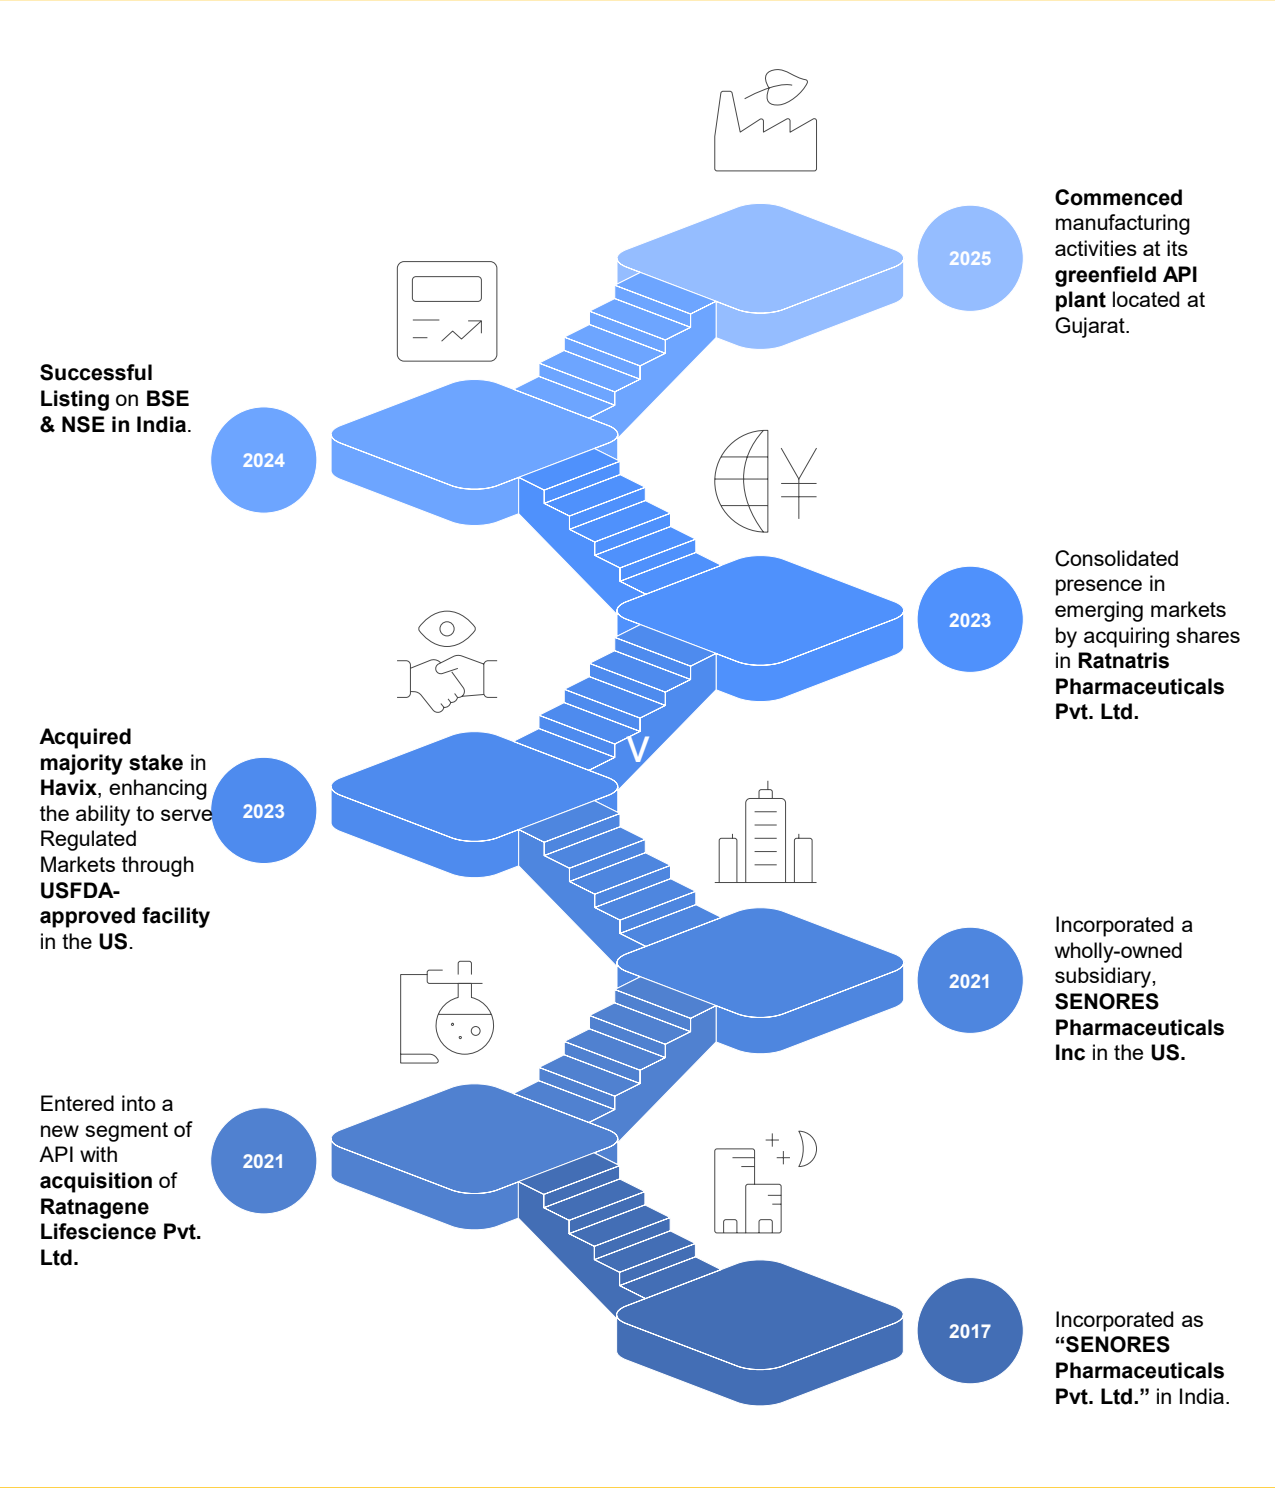 Commenced
manufacturing
activities at its
greenfield API
plant located at
Gujarat.
2025
Successful
Listing on BSE
& NSE in India.
2024
Consolidated
presence in
emerging markets
by acquiring shares
in Ratnatris
Pharmaceuticals
Pvt. Ltd.
2023
Acquired
majority stake in
Havix, enhancing
the ability to serve
Regulated
Markets through
USFDA-
approved facility
in the US.
2023
V
Incorporated a
wholly-owned
subsidiary,
SENORES
Pharmaceuticals
Inc in the US.
2021
Entered into a
new segment of
API with
acquisition of
Ratnagene
Lifescience Pvt.
Ltd.
2021
Incorporated as
“SENORES
Pharmaceuticals
Pvt. Ltd.” in India.
2017